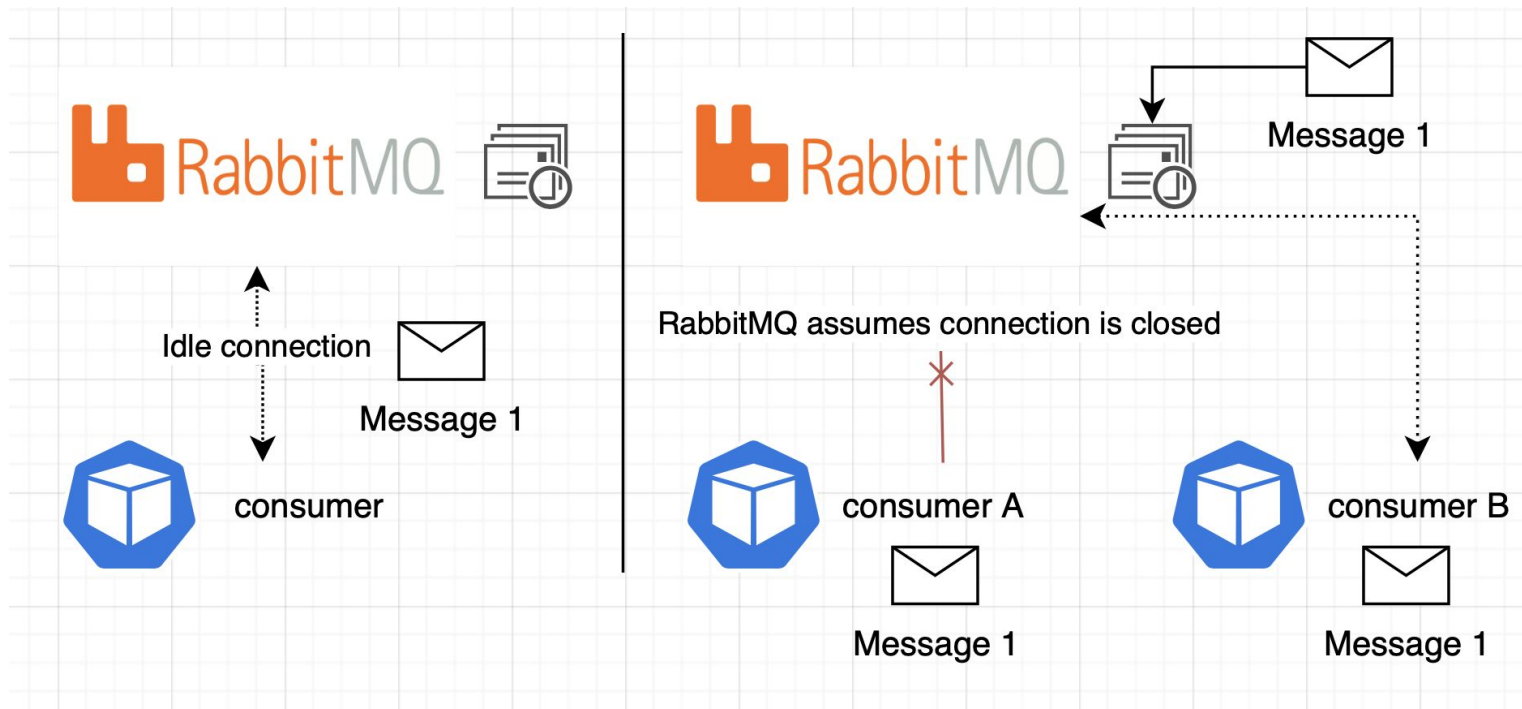 RabbitMQ
Idle connection
Message 1
consumer
RabbitMQ
Message 1
RabbitMQ assumes connection is closed
consumer A
Message 1
consumer B
Message 1